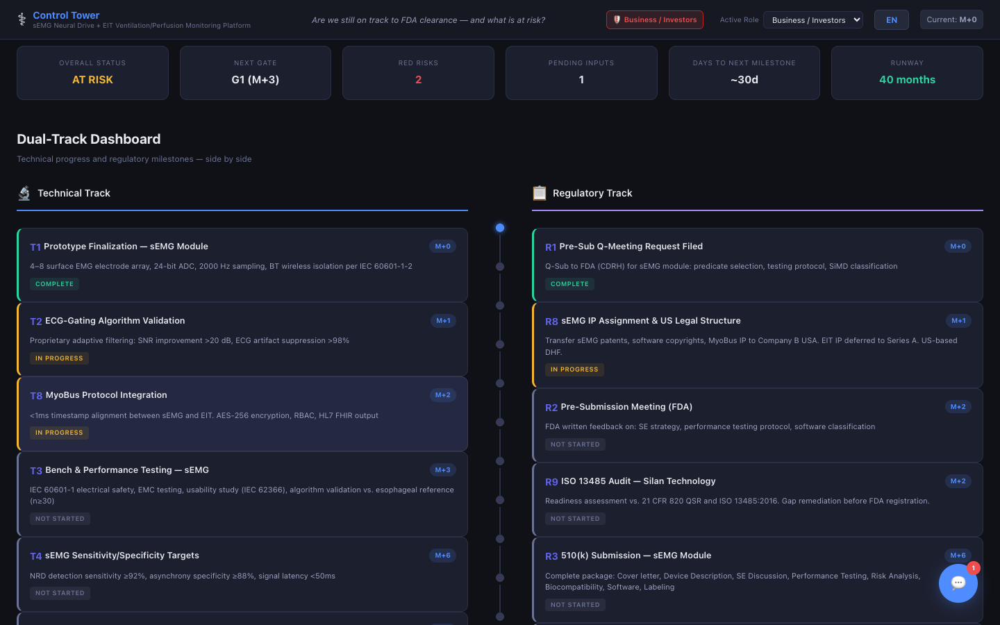 Control Tower
sEMG Neural Drive + EIT Ventilation/Perfusion Monitoring Platform
Are we still on track to FDA clearance — and what is at risk?
Business / Investors
Active Role
Business / Investors
EN
Current: M+0
OVERALL STATUS
AT RISK
NEXT GATE
G1 (M+3)
RED RISKS
2
PENDING INPUTS
1
DAYS TO NEXT MILESTONE
~30d
RUNWAY
40 months
Dual-Track Dashboard
Technical progress and regulatory milestones — side by side
Technical Track
T1 Prototype Finalization — sEMG Module
M+0
4–8 surface EMG electrode array, 24-bit ADC, 2000 Hz sampling, BT wireless isolation per IEC 60601-1-2
COMPLETE
T2 ECG-Gating Algorithm Validation
M+1
Proprietary adaptive filtering: SNR improvement >20 dB, ECG artifact suppression >98%
IN PROGRESS
T8 MyoBus Protocol Integration
M+2
<1ms timestamp alignment between sEMG and EIT. AES-256 encryption, RBAC, HL7 FHIR output
IN PROGRESS
T3 Bench & Performance Testing — sEMG
M+3
IEC 60601-1 electrical safety, EMC testing, usability study (IEC 62366), algorithm validation vs. esophageal reference
(n≥30)
NOT STARTED
T4 sEMG Sensitivity/Specificity Targets
M+6
NRD detection sensitivity ≥92%, asynchrony specificity ≥88%, signal latency <50ms
NOT STARTED
Regulatory Track
R1 Pre-Sub Q-Meeting Request Filed
M+0
Q-Sub to FDA (CDRH) for sEMG module: predicate selection, testing protocol, SiMD classification
COMPLETE
R8 sEMG IP Assignment & US Legal Structure
M+1
Transfer sEMG patents, software copyrights, MyoBus IP to Company B USA. EIT IP deferred to Series A. US-based
DHF.
IN PROGRESS
R2 Pre-Submission Meeting (FDA)
M+2
FDA written feedback on: SE strategy, performance testing protocol, software classification
NOT STARTED
R9 ISO 13485 Audit — Silan Technology
M+2
Readiness assessment vs. 21 CFR 820 QSR and ISO 13485:2016. Gap remediation before FDA registration.
NOT STARTED
R3 510(k) Submission — sEMG Module
M+6
Complete package: Cover letter, Device Description, SE Discussion, Performance Testing, Risk Analysis,
Biocompatibility, Software, Labeling
NOT STARTED
1